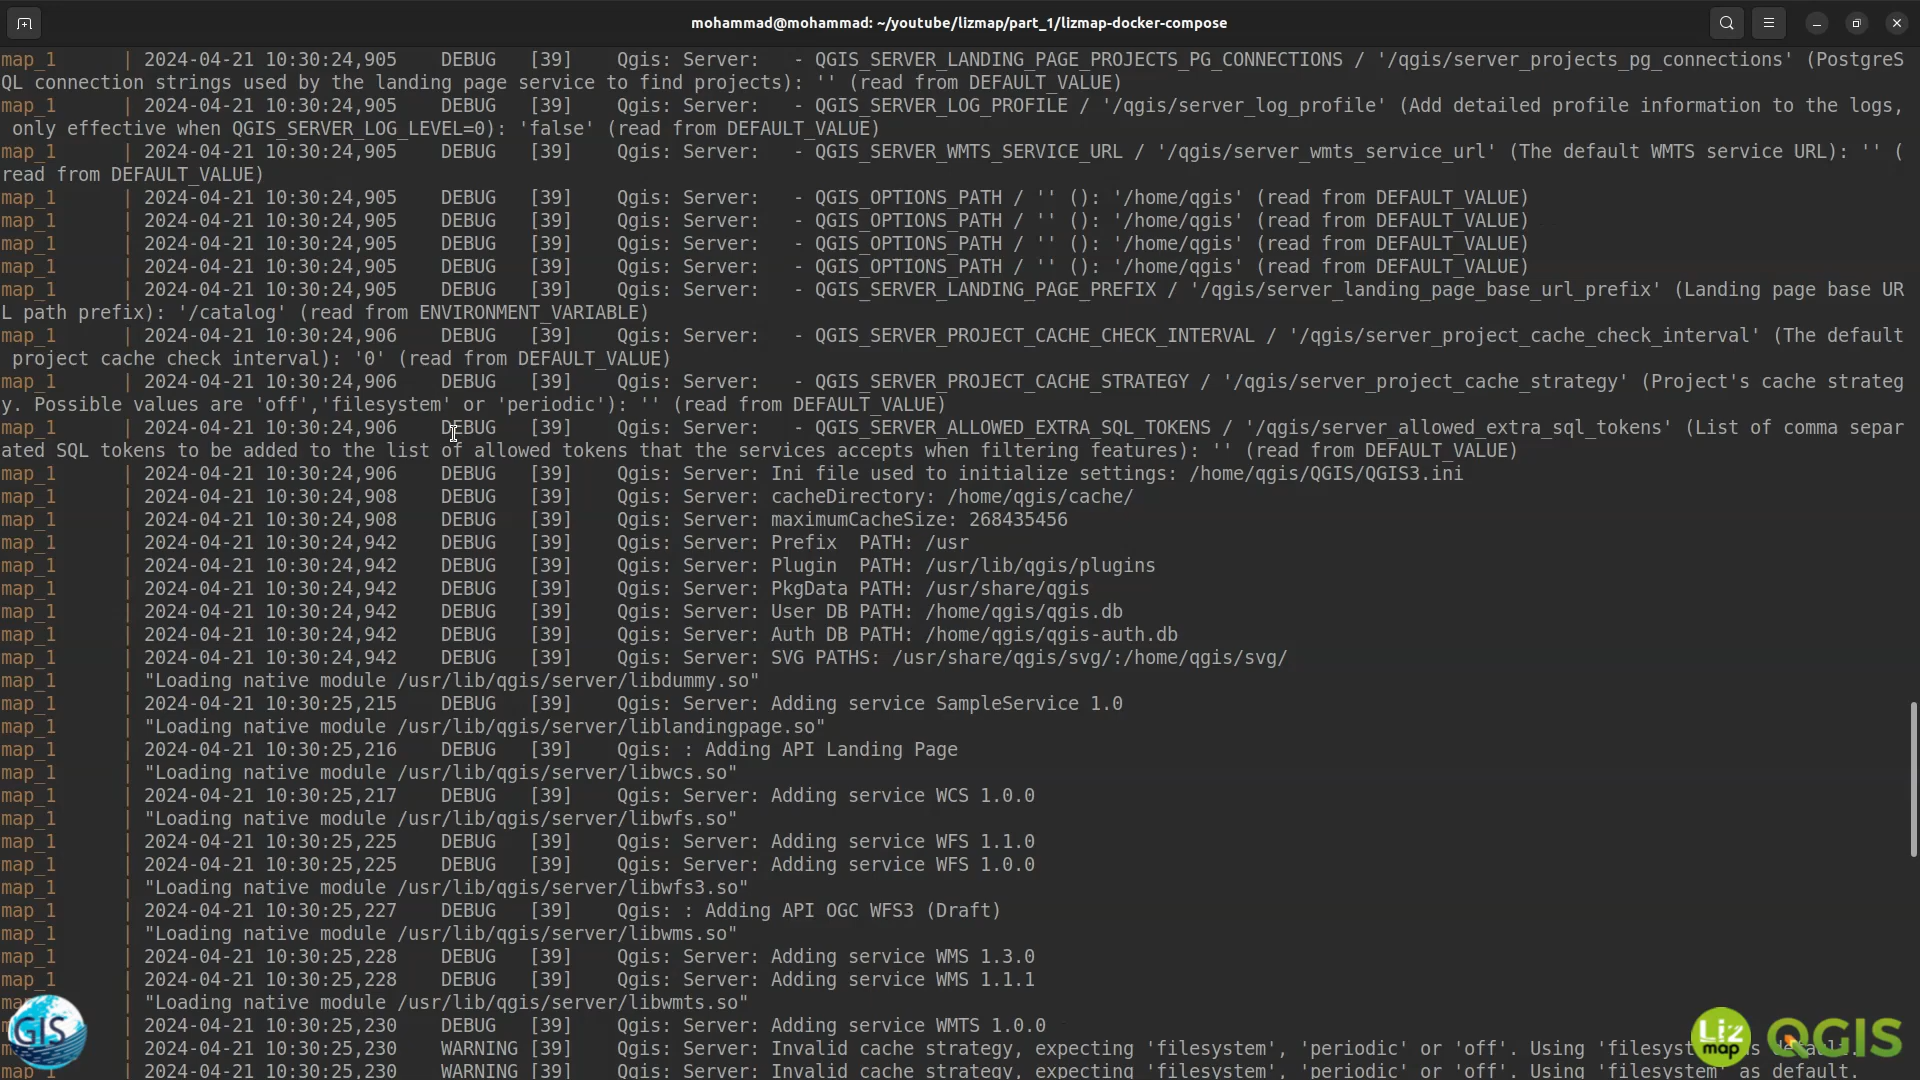 mohammad@mohammad: ~/youtube/lizmap/part_1/lizmap-docker-compose
map_1 | 2024-04-21 10:30:24,905 DEBUG [39] Qgis: Server: - QGIS_SERVER_LANDING_PAGE_PROJECTS_PG_CONNECTIONS / '/qgis/server_projects_pg_connections' (PostgreS
QL connection strings used by the landing page service to find projects): '' (read from DEFAULT_VALUE)
map_1 | 2024-04-21 10:30:24,905 DEBUG [39] Qgis: Server: - QGIS_SERVER_LOG_PROFILE / '/qgis/server_log_profile' (Add detailed profile information to the logs,
only effective when QGIS_SERVER_LOG_LEVEL=0): 'false' (read from DEFAULT_VALUE)
map_1 | 2024-04-21 10:30:24,905 DEBUG [39] Qgis: Server: - QGIS_SERVER_WMTS_SERVICE_URL / '/qgis/server_wmts_service_url' (The default WMTS service URL): '' (
read from DEFAULT_VALUE)
map_1 | 2024-04-21 10:30:24,905 DEBUG [39] Qgis: Server: - QGIS_OPTIONS_PATH / '' (): '/home/qgis' (read from DEFAULT_VALUE)
map_1 | 2024-04-21 10:30:24,905 DEBUG [39] Qgis: Server: - QGIS_OPTIONS_PATH / '' (): '/home/qgis' (read from DEFAULT_VALUE)
map_1 | 2024-04-21 10:30:24,905 DEBUG [39] Qgis: Server: - QGIS_OPTIONS_PATH / '' (): '/home/qgis' (read from DEFAULT_VALUE)
map_1 | 2024-04-21 10:30:24,905 DEBUG [39] Qgis: Server: - QGIS_OPTIONS_PATH / '' (): '/home/qgis' (read from DEFAULT_VALUE)
map_1 | 2024-04-21 10:30:24,905 DEBUG [39] Qgis: Server: - QGIS_SERVER_LANDING_PAGE_PREFIX / '/qgis/server_landing_page_base_url_prefix' (Landing page base UR
L path prefix): '/catalog' (read from ENVIRONMENT_VARIABLE)
map_1 | 2024-04-21 10:30:24,906 DEBUG [39] Qgis: Server: - QGIS_SERVER_PROJECT_CACHE_CHECK_INTERVAL / '/qgis/server_project_cache_check_interval' (The default
project cache check interval): '0' (read from DEFAULT_VALUE)
map_1 | 2024-04-21 10:30:24,906 DEBUG [39] Qgis: Server: - QGIS_SERVER_PROJECT_CACHE_STRATEGY / '/qgis/server_project_cache_strategy' (Project's cache strateg
y. Possible values are 'off','filesystem' or 'periodic'): '' (read from DEFAULT_VALUE)
map_1 | 2024-04-21 10:30:24,906 DEBUG [39] Qgis: Server: - QGIS_SERVER_ALLOWED_EXTRA_SQL_TOKENS / '/qgis/server_allowed_extra_sql_tokens' (List of comma separ
ated SQL tokens to be added to the list of allowed tokens that the services accepts when filtering features): '' (read from DEFAULT_VALUE)
map_1 | 2024-04-21 10:30:24,906 DEBUG [39] Qgis: Server: Ini file used to initialize settings: /home/qgis/QGIS/QGIS3.ini
map_1 | 2024-04-21 10:30:24,908 DEBUG [39] Qgis: Server: cacheDirectory: /home/qgis/cache/
map_1 | 2024-04-21 10:30:24,908 DEBUG [39] Qgis: Server: maximumCacheSize: 268435456
map_1 | 2024-04-21 10:30:24,942 DEBUG [39] Qgis: Server: Prefix PATH: /usr
map_1 | 2024-04-21 10:30:24,942 DEBUG [39] Qgis: Server: Plugin PATH: /usr/lib/qgis/plugins
map_1 | 2024-04-21 10:30:24,942 DEBUG [39] Qgis: Server: PkgData PATH: /usr/share/qgis
map_1 | 2024-04-21 10:30:24,942 DEBUG [39] Qgis: Server: User DB PATH: /home/qgis/qgis.db
map_1 | 2024-04-21 10:30:24,942 DEBUG [39] Qgis: Server: Auth DB PATH: /home/qgis/qgis-auth.db
map_1 | 2024-04-21 10:30:24,942 DEBUG [39] Qgis: Server: SVG PATHS: /usr/share/qgis/svg/:/home/qgis/svg/
map_1 | "Loading native module /usr/lib/qgis/server/libdummy.so"
map_1 | 2024-04-21 10:30:25,215 DEBUG [39] Qgis: Server: Adding service SampleService 1.0
map_1 | "Loading native module /usr/lib/qgis/server/liblandingpage.so"
map_1 | 2024-04-21 10:30:25,216 DEBUG [39] Qgis: : Adding API Landing Page
map_1 | "Loading native module /usr/lib/qgis/server/libwcs.so"
map_1 | 2024-04-21 10:30:25,217 DEBUG [39] Qgis: Server: Adding service WCS 1.0.0
map_1 | "Loading native module /usr/lib/qgis/server/libwfs.so"
map_1 | 2024-04-21 10:30:25,225 DEBUG [39] Qgis: Server: Adding service WFS 1.1.0
map_1 | 2024-04-21 10:30:25,225 DEBUG [39] Qgis: Server: Adding service WFS 1.0.0
map_1 | "Loading native module /usr/lib/qgis/server/libwfs3.so"
map_1 | 2024-04-21 10:30:25,227 DEBUG [39] Qgis: : Adding API OGC WFS3 (Draft)
map_1 | "Loading native module /usr/lib/qgis/server/libwms.so"
map_1 | 2024-04-21 10:30:25,228 DEBUG [39] Qgis: Server: Adding service WMS 1.3.0
map_1 | 2024-04-21 10:30:25,228 DEBUG [39] Qgis: Server: Adding service WMS 1.1.1
| "Loading native module /usr/lib/qgis/server/libwmts.so"
| 2024-04-21 10:30:25,230 DEBUG [39] Qgis: Server: Adding service WMTS 1.0.0
| 2024-04-21 10:30:25,230 WARNING [39] Qgis: Server: Invalid cache strategy, expecting 'filesystem', 'periodic' or 'off'. Using
map_1 | 2024-04-21 10:30:25,230 WARNING [39] Qgis: Server: Invalid cache strategy, expecting 'filesystem', 'periodic' or 'off'. Using 'filesystem' as default.
GIS
Liz
map
QGIS